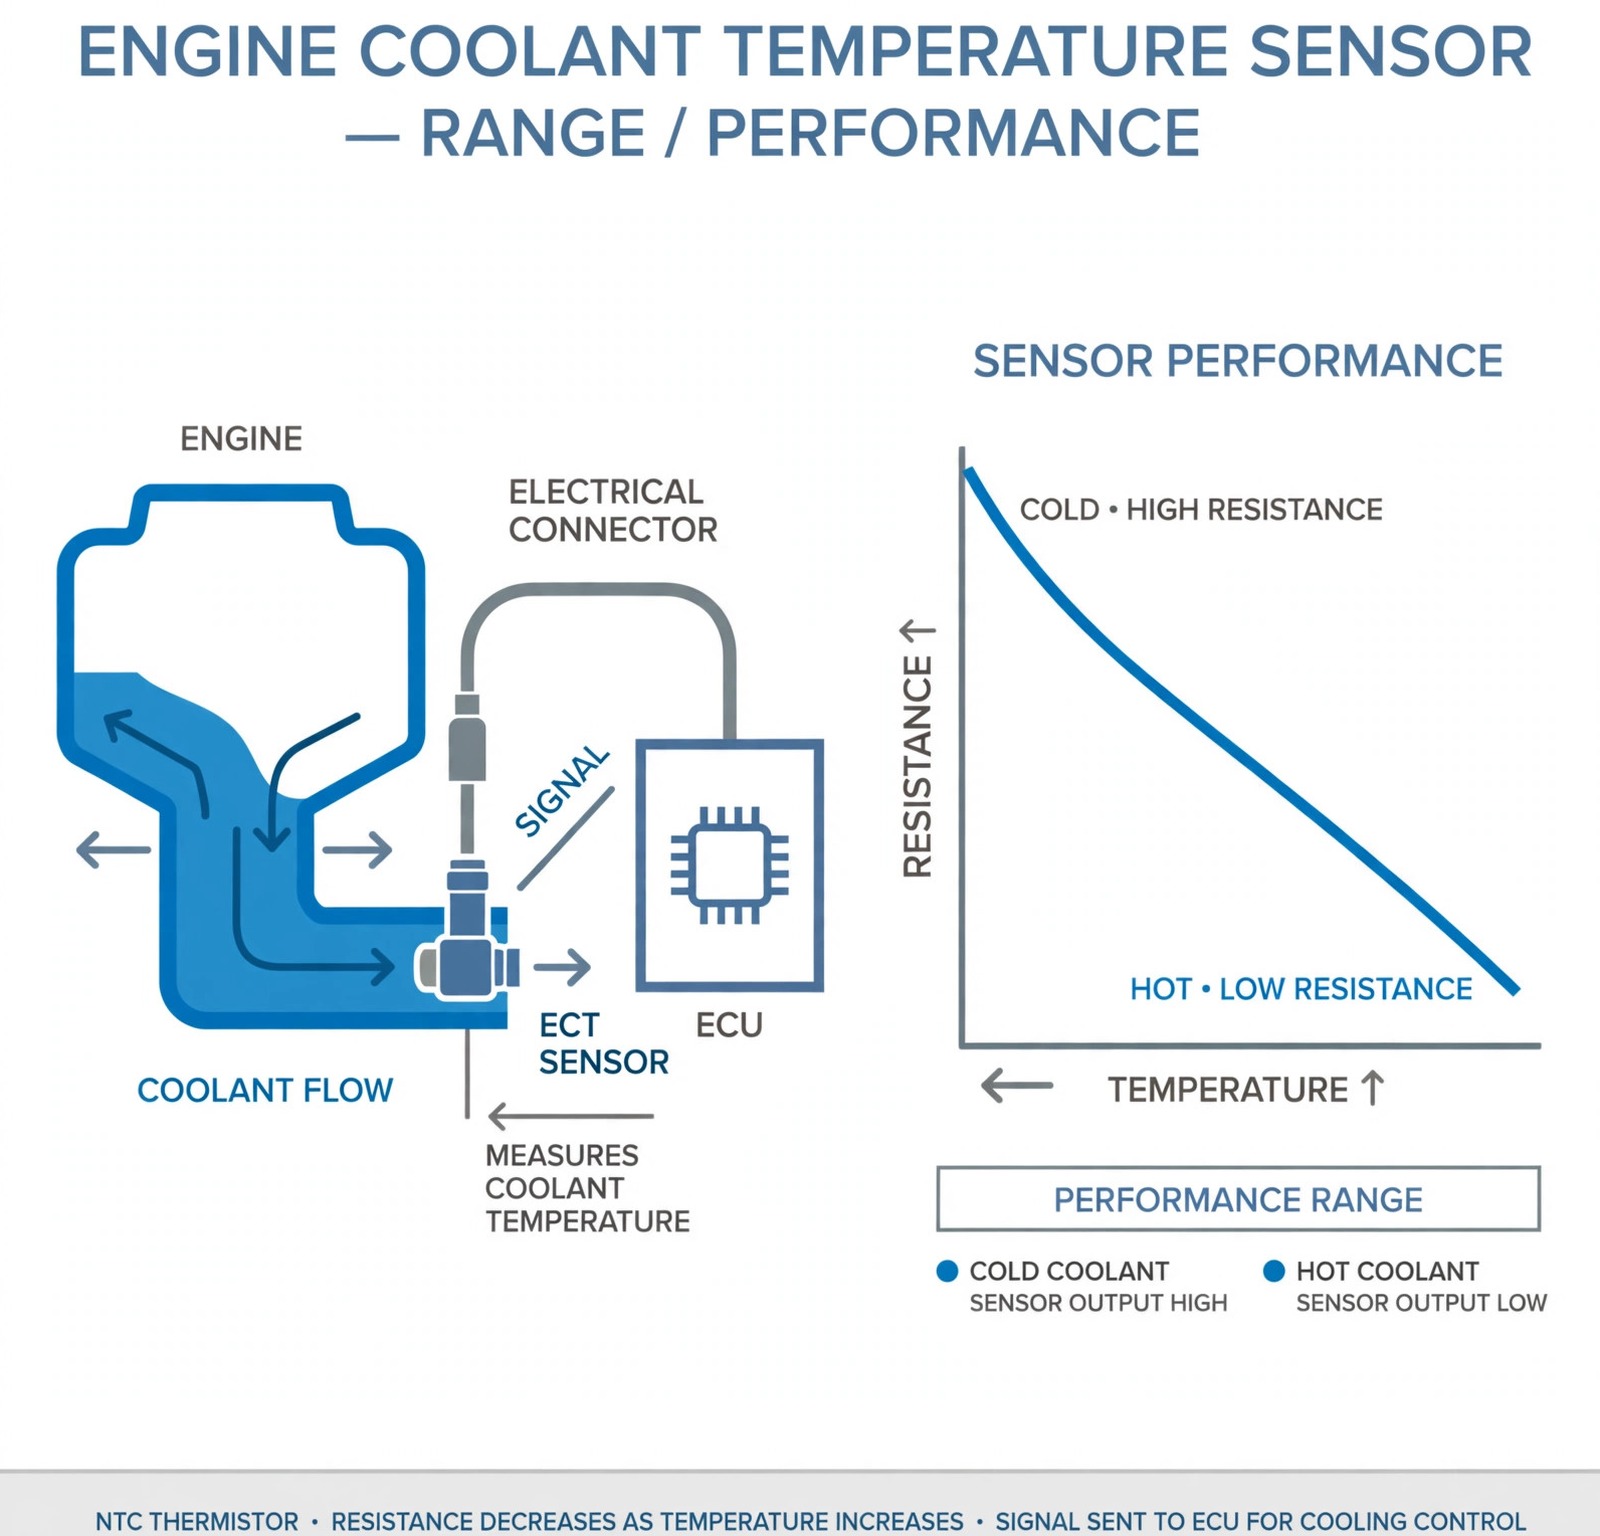 ENGINE COOLANT TEMPERATURE SENSOR
— RANGE / PERFORMANCE
ENGINE
ELECTRICAL
CONNECTOR
SIGNAL
ECT
SENSOR
ECU
COOLANT FLOW
MEASURES
COOLANT
TEMPERATURE
SENSOR PERFORMANCE
COLD • HIGH RESISTANCE
RESISTANCE ↑
HOT • LOW RESISTANCE
← TEMPERATURE ↑
PERFORMANCE RANGE
COLD COOLANT
SENSOR OUTPUT HIGH
HOT COOLANT
SENSOR OUTPUT LOW
NTC THERMISTOR • RESISTANCE DECREASES AS TEMPERATURE INCREASES • SIGNAL SENT TO ECU FOR COOLING CONTROL